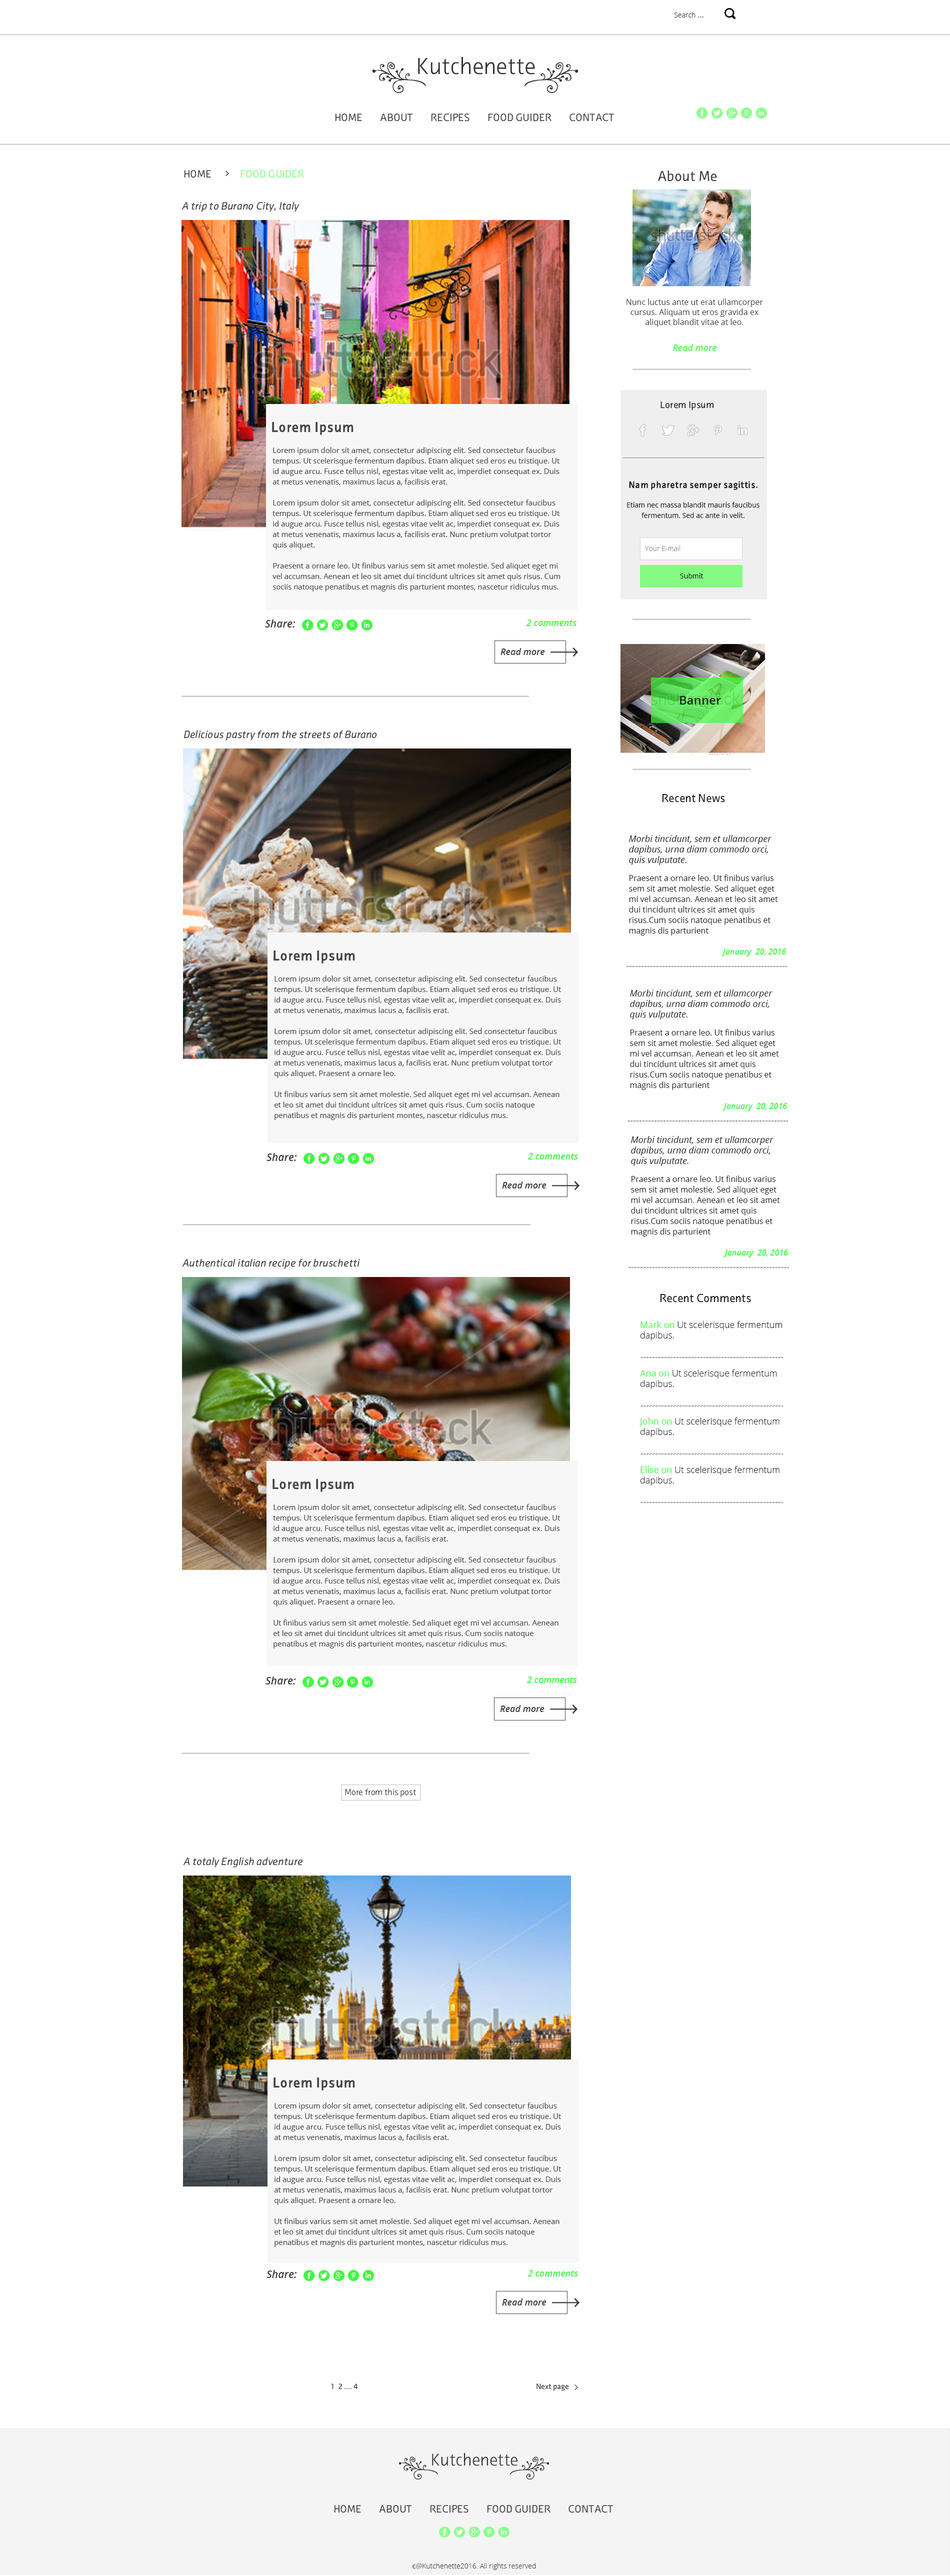 Search ...
Kutchenette
HOME ABOUT RECIPES FOOD GUIDER CONTACT
HOME > FOOD GUIDER
A trip to Burano City, Italy
shutterstock
Lorem Ipsum
Lorem ipsum dolor sit amet, consectetur adipiscing elit. Sed consectetur faucibus
tempus. Ut scelerisque fermentum dapibus. Etiam aliquet sed eros eu tristique. Ut
id augue arcu. Fusce tellus nisl, egestas vitae velit ac, imperdiet consequat ex. Duis
at metus venenatis, maximus lacus a, facilisis erat.
Lorem ipsum dolor sit amet, consectetur adipiscing elit. Sed consectetur faucibus
tempus. Ut scelerisque fermentum dapibus. Etiam aliquet sed eros eu tristique. Ut
id augue arcu. Fusce tellus nisl, egestas vitae velit ac, imperdiet consequat ex. Duis
at metus venenatis, maximus lacus a, facilisis erat. Nunc pretium volutpat tortor
quis aliquet.
Praesent a ornare leo. Ut finibus varius sem sit amet molestie. Sed aliquet eget mi
vel accumsan. Aenean et leo sit amet dui tincidunt ultrices sit amet quis risus. Cum
sociis natoque penatibus et magnis dis parturient montes, nascetur ridiculus mus.
Share:
2 comments
Read more
Delicious pastry from the streets of Burano
shutterstock
Lorem Ipsum
Lorem ipsum dolor sit amet, consectetur adipiscing elit. Sed consectetur faucibus
tempus. Ut scelerisque fermentum dapibus. Etiam aliquet sed eros eu tristique. Ut
id augue arcu. Fusce tellus nisl, egestas vitae velit ac, imperdiet consequat ex. Duis
at metus venenatis, maximus lacus a, facilisis erat.
Lorem ipsum dolor sit amet, consectetur adipiscing elit. Sed consectetur faucibus
tempus. Ut scelerisque fermentum dapibus. Etiam aliquet sed eros eu tristique. Ut
id augue arcu. Fusce tellus nisl, egestas vitae velit ac, imperdiet consequat ex. Duis
at metus venenatis, maximus lacus a, facilisis erat. Nunc pretium volutpat tortor
quis aliquet. Praesent a ornare leo.
Ut finibus varius sem sit amet molestie. Sed aliquet eget mi vel accumsan. Aenean
et leo sit amet dui tincidunt ultrices sit amet quis risus. Cum sociis natoque
penatibus et magnis dis parturient montes, nascetur ridiculus mus.
Share:
2 comments
Read more
Authentical italian recipe for bruschetti
shutterstock
Lorem Ipsum
Lorem ipsum dolor sit amet, consectetur adipiscing elit. Sed consectetur faucibus
tempus. Ut scelerisque fermentum dapibus. Etiam aliquet sed eros eu tristique. Ut
id augue arcu. Fusce tellus nisl, egestas vitae velit ac, imperdiet consequat ex. Duis
at metus venenatis, maximus lacus a, facilisis erat.
Lorem ipsum dolor sit amet, consectetur adipiscing elit. Sed consectetur faucibus
tempus. Ut scelerisque fermentum dapibus. Etiam aliquet sed eros eu tristique. Ut
id augue arcu. Fusce tellus nisl, egestas vitae velit ac, imperdiet consequat ex. Duis
at metus venenatis, maximus lacus a, facilisis erat. Nunc pretium volutpat tortor
quis aliquet. Praesent a ornare leo.
Ut finibus varius sem sit amet molestie. Sed aliquet eget mi vel accumsan. Aenean
et leo sit amet dui tincidunt ultrices sit amet quis risus. Cum sociis natoque
penatibus et magnis dis parturient montes, nascetur ridiculus mus.
Share:
2 comments
Read more
More from this post
A totaly English adventure
shutterstock
Lorem Ipsum
Lorem ipsum dolor sit amet, consectetur adipiscing elit. Sed consectetur faucibus
tempus. Ut scelerisque fermentum dapibus. Etiam aliquet sed eros eu tristique. Ut
id augue arcu. Fusce tellus nisl, egestas vitae velit ac, imperdiet consequat ex. Duis
at metus venenatis, maximus lacus a, facilisis erat.
Lorem ipsum dolor sit amet, consectetur adipiscing elit. Sed consectetur faucibus
tempus. Ut scelerisque fermentum dapibus. Etiam aliquet sed eros eu tristique. Ut
id augue arcu. Fusce tellus nisl, egestas vitae velit ac, imperdiet consequat ex. Duis
at metus venenatis, maximus lacus a, facilisis erat. Nunc pretium volutpat tortor
quis aliquet. Praesent a ornare leo.
Ut finibus varius sem sit amet molestie. Sed aliquet eget mi vel accumsan. Aenean
et leo sit amet dui tincidunt ultrices sit amet quis risus. Cum sociis natoque
penatibus et magnis dis parturient montes, nascetur ridiculus mus.
Share:
2 comments
Read more
1 2 .... 4
Next page >
About Me
shutterstock
Nunc luctus ante ut erat ullamcorper
cursus. Aliquam ut eros gravida ex
aliquet blandit vitae at leo.
Read more
Lorem Ipsum
Nam pharetra semper sagittis.
Etiam nec massa blandit mauris faucibus
fermentum. Sed ac ante in velit.
Your E-mail
Submit
Banner
Recent News
Morbi tincidunt, sem et ullamcorper
dapibus, urna diam commodo orci,
quis vulputate.
Praesent a ornare leo. Ut finibus varius
sem sit amet molestie. Sed aliquet eget
mi vel accumsan. Aenean et leo sit amet
dui tincidunt ultrices sit amet quis
risus.Cum sociis natoque penatibus et
magnis dis parturient
January 20, 2016
Morbi tincidunt, sem et ullamcorper
dapibus, urna diam commodo orci,
quis vulputate.
Praesent a ornare leo. Ut finibus varius
sem sit amet molestie. Sed aliquet eget
mi vel accumsan. Aenean et leo sit amet
dui tincidunt ultrices sit amet quis
risus.Cum sociis natoque penatibus et
magnis dis parturient
January 20, 2016
Morbi tincidunt, sem et ullamcorper
dapibus, urna diam commodo orci,
quis vulputate.
Praesent a ornare leo. Ut finibus varius
sem sit amet molestie. Sed aliquet eget
mi vel accumsan. Aenean et leo sit amet
dui tincidunt ultrices sit amet quis
risus.Cum sociis natoque penatibus et
magnis dis parturient
January 20, 2016
Recent Comments
Mark on Ut scelerisque fermentum
dapibus.
Ana on Ut scelerisque fermentum
dapibus.
John on Ut scelerisque fermentum
dapibus.
Elise on Ut scelerisque fermentum
dapibus.
Kutchenette
HOME ABOUT RECIPES FOOD GUIDER CONTACT
c@Kutchenette2016. All rights reserved